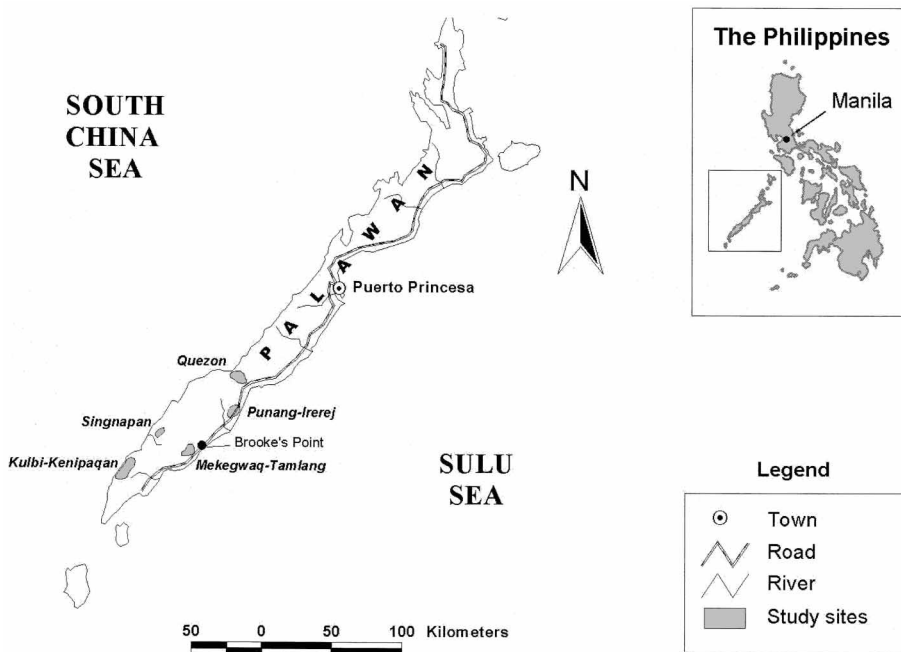 SOUTH
CHINA
SEA
The Philippines
Manila
N
PALAWAN
Puerto Princesa
Quezon
Punang-Irerej
Singnapan
Brooke's Point
Kulbi-Kenipaqan
Mekegwaq-Tamlang
SULU
SEA
Legend
Town
Road
River
Study sites
50 0 50 100 Kilometers